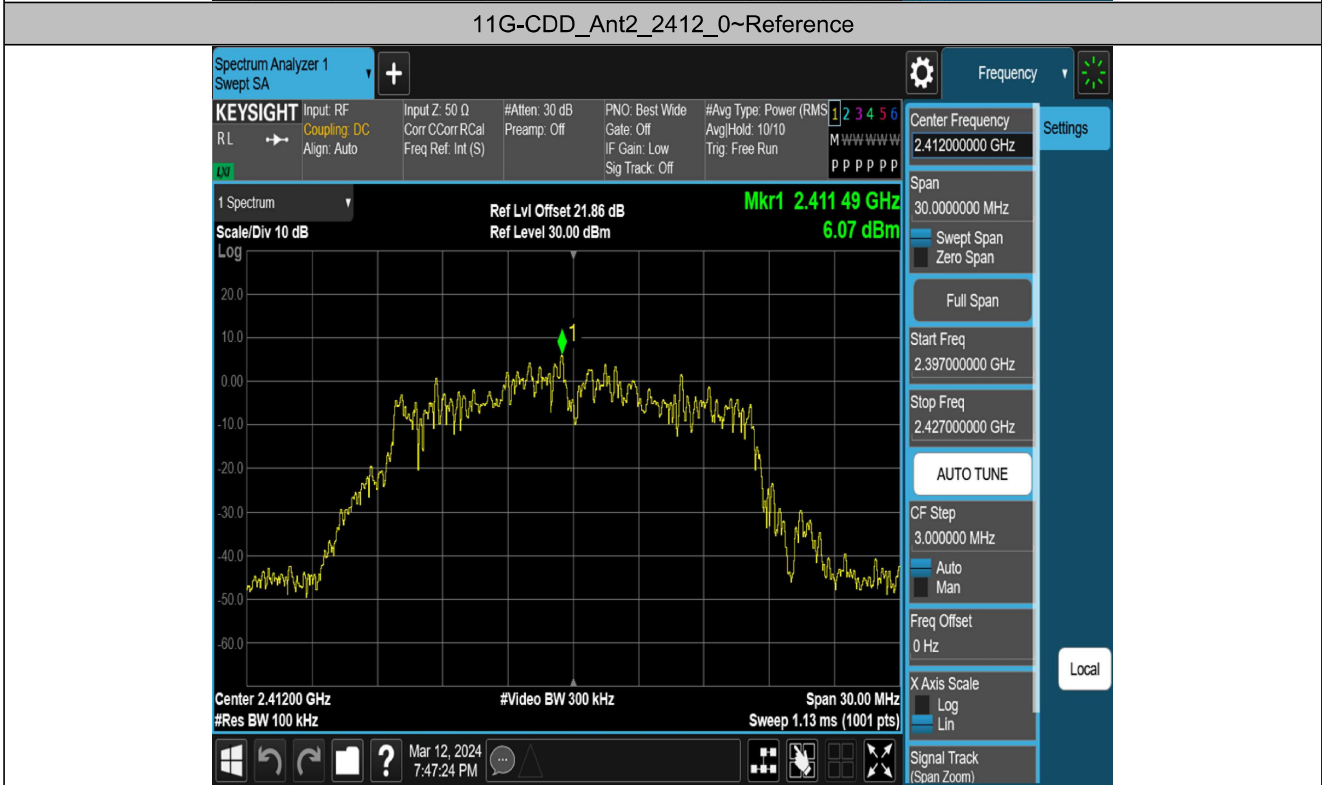 11G-CDD_Ant2_2412_0~Reference
Spectrum Analyzer 1
Swept SA
Frequency
KEYSIGHT
RL
LXI
Input: RF
Coupling: DC
Align: Auto
Input Z: 50 Ω
Corr CCorr RCal
Freq Ref: Int (S)
#Atten: 30 dB
Preamp: Off
PNO: Best Wide
Gate: Off
IF Gain: Low
Sig Track: Off
#Avg Type: Power (RMS
Avg|Hold: 10/10
Trig: Free Run
1 2 3 4 5 6
M W W W W W
P P P P P P
Center Frequency
2.412000000 GHz
Settings
1 Spectrum
Scale/Div 10 dB
Log
Ref Lvl Offset 21.86 dB
Ref Level 30.00 dBm
Mkr1 2.411 49 GHz
6.07 dBm
20.0
10.0
0.00
-10.0
-20.0
-30.0
-40.0
-50.0
-60.0
1
Span
30.0000000 MHz
Swept Span
Zero Span
Full Span
Start Freq
2.397000000 GHz
Stop Freq
2.427000000 GHz
AUTO TUNE
CF Step
3.000000 MHz
Auto
Man
Freq Offset
0 Hz
X Axis Scale
Log
Lin
Signal Track
(Span Zoom)
Local
Center 2.41200 GHz
#Res BW 100 kHz
#Video BW 300 kHz
Span 30.00 MHz
Sweep 1.13 ms (1001 pts)
?
Mar 12, 2024
7:47:24 PM